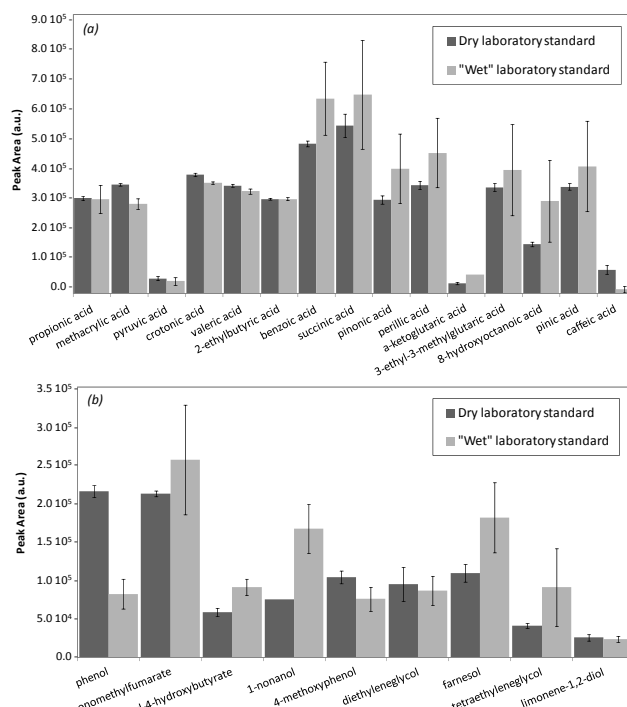 (a)
Dry laboratory standard
"Wet" laboratory standard
Peak Area (a.u.)
9.0 10⁵
8.0 10⁵
7.0 10⁵
6.0 10⁵
5.0 10⁵
4.0 10⁵
3.0 10⁵
2.0 10⁵
1.0 10⁵
0.0
propionic acid
methacrylic acid
pyruvic acid
crotonic acid
valeric acid
2-ethylbutyric acid
benzoic acid
succinic acid
pinonic acid
perillic acid
a-ketoglutaric acid
3-ethyl-3-methylglutaric acid
8-hydroxyoctanoic acid
pinic acid
caffeic acid
(b)
Dry laboratory standard
"Wet" laboratory standard
Peak Area (a.u.)
3.5 10⁵
3.0 10⁵
2.5 10⁵
2.0 10⁵
1.5 10⁵
1.0 10⁵
5.0 10⁴
0.0
phenol
onomethylfumarate
4-hydroxybutyrate
1-nonanol
4-methoxyphenol
diethyleneglycol
farnesol
tetraethyleneglycol
limonene-1,2-diol